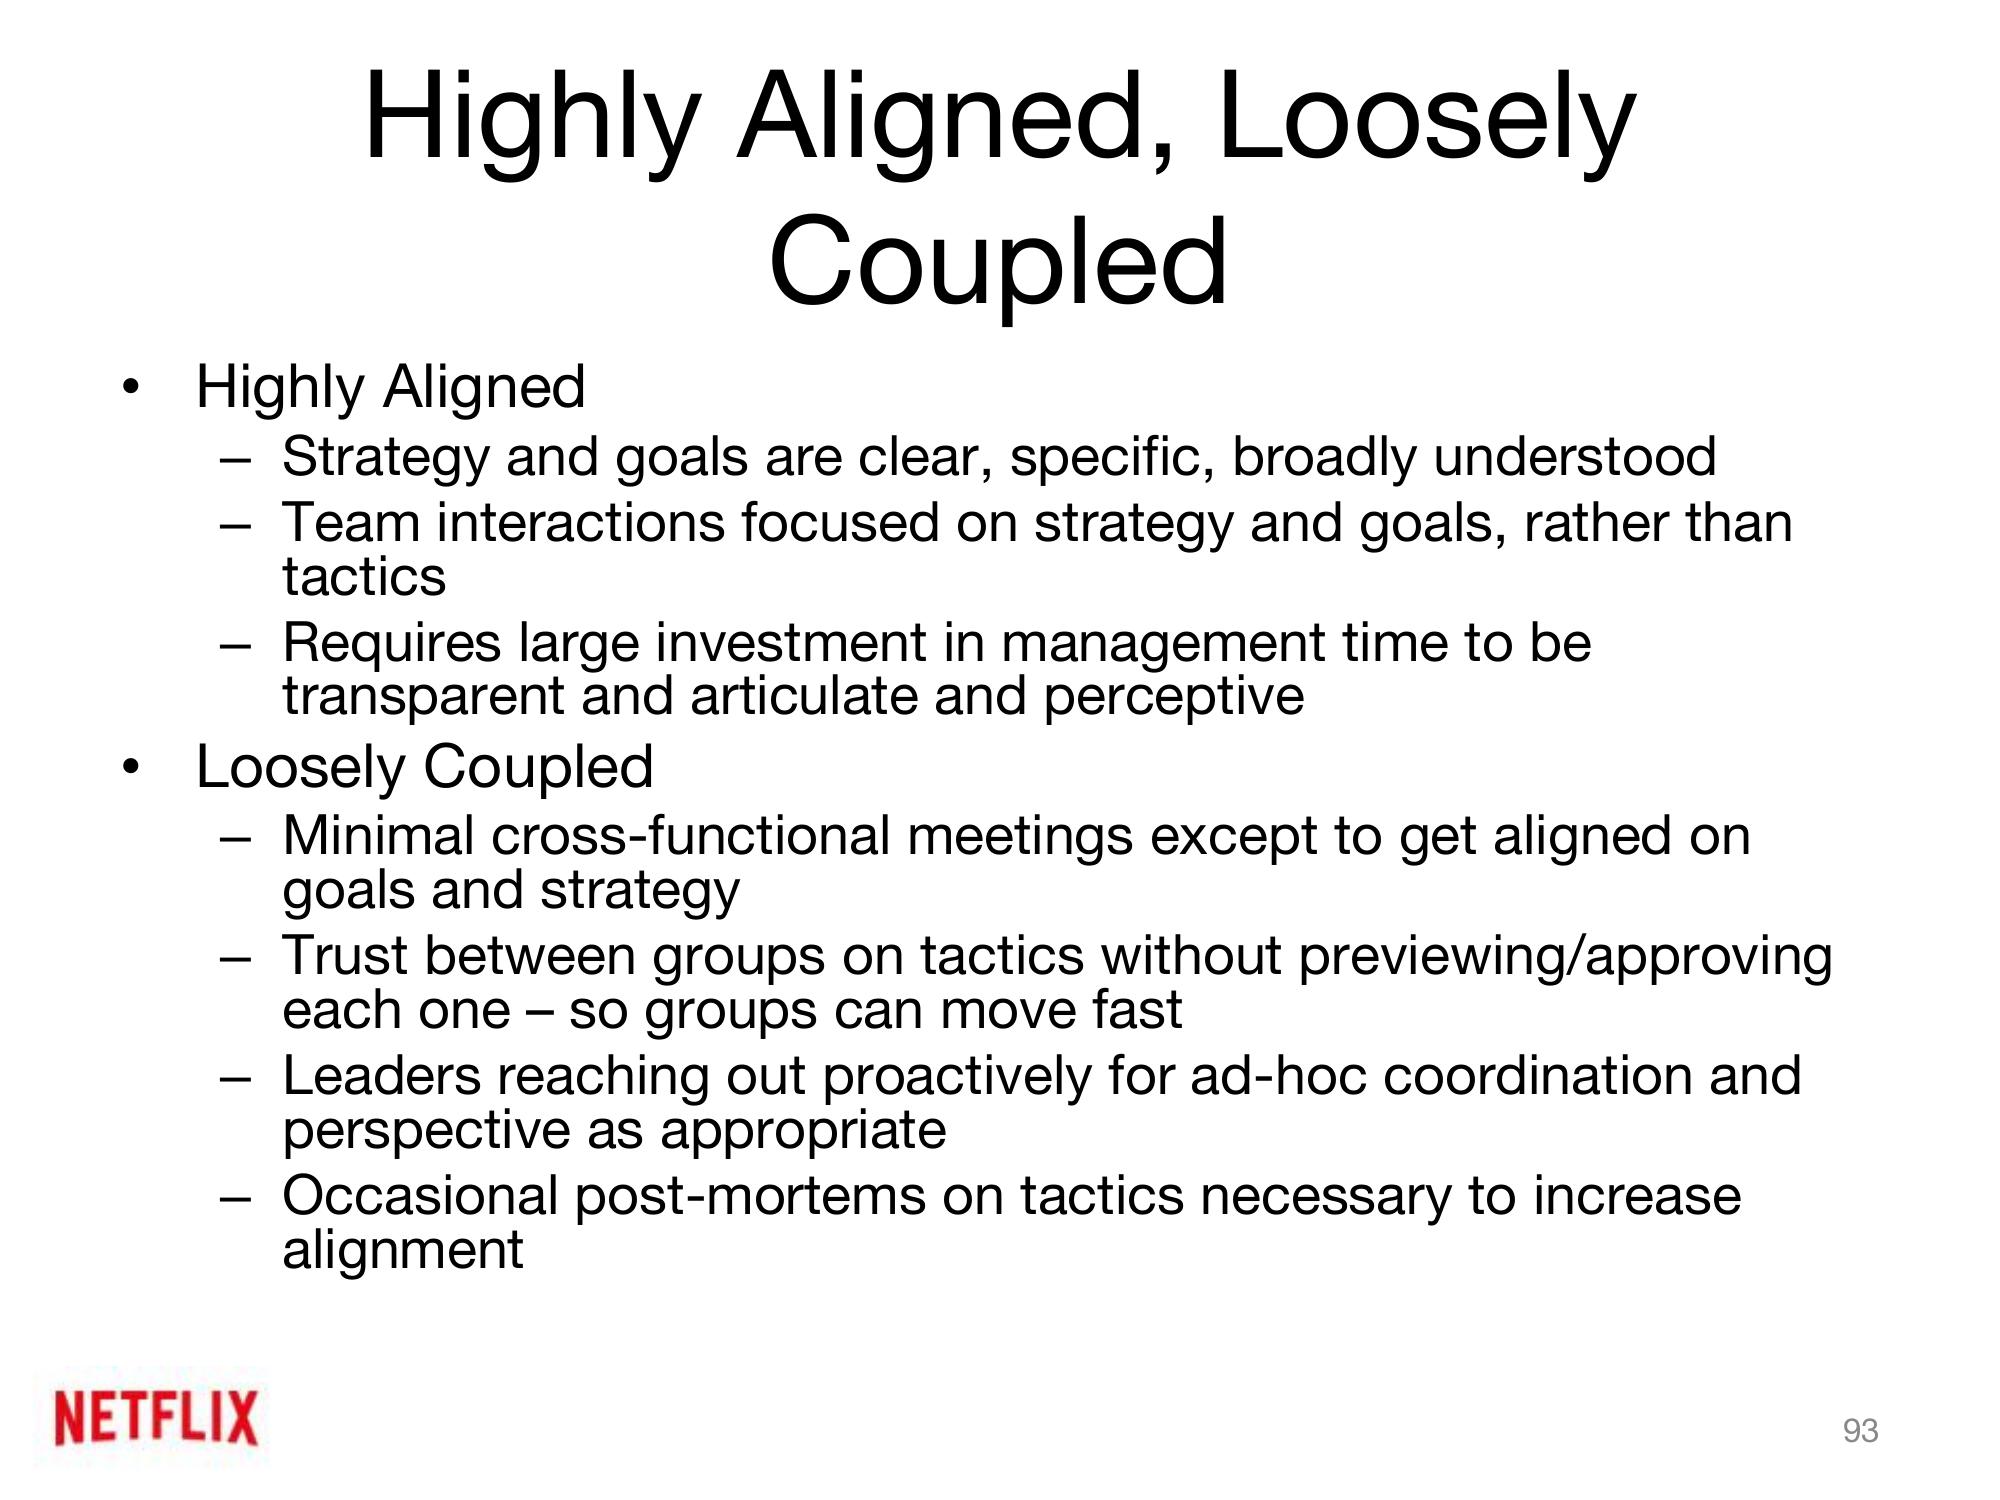 Highly Aligned, Loosely
Coupled
• Highly Aligned
– Strategy and goals are clear, specific, broadly understood
– Team interactions focused on strategy and goals, rather than
tactics
– Requires large investment in management time to be
transparent and articulate and perceptive
• Loosely Coupled
– Minimal cross-functional meetings except to get aligned on
goals and strategy
– Trust between groups on tactics without previewing/approving
each one – so groups can move fast
– Leaders reaching out proactively for ad-hoc coordination and
perspective as appropriate
– Occasional post-mortems on tactics necessary to increase
alignment
NETFLIX
93